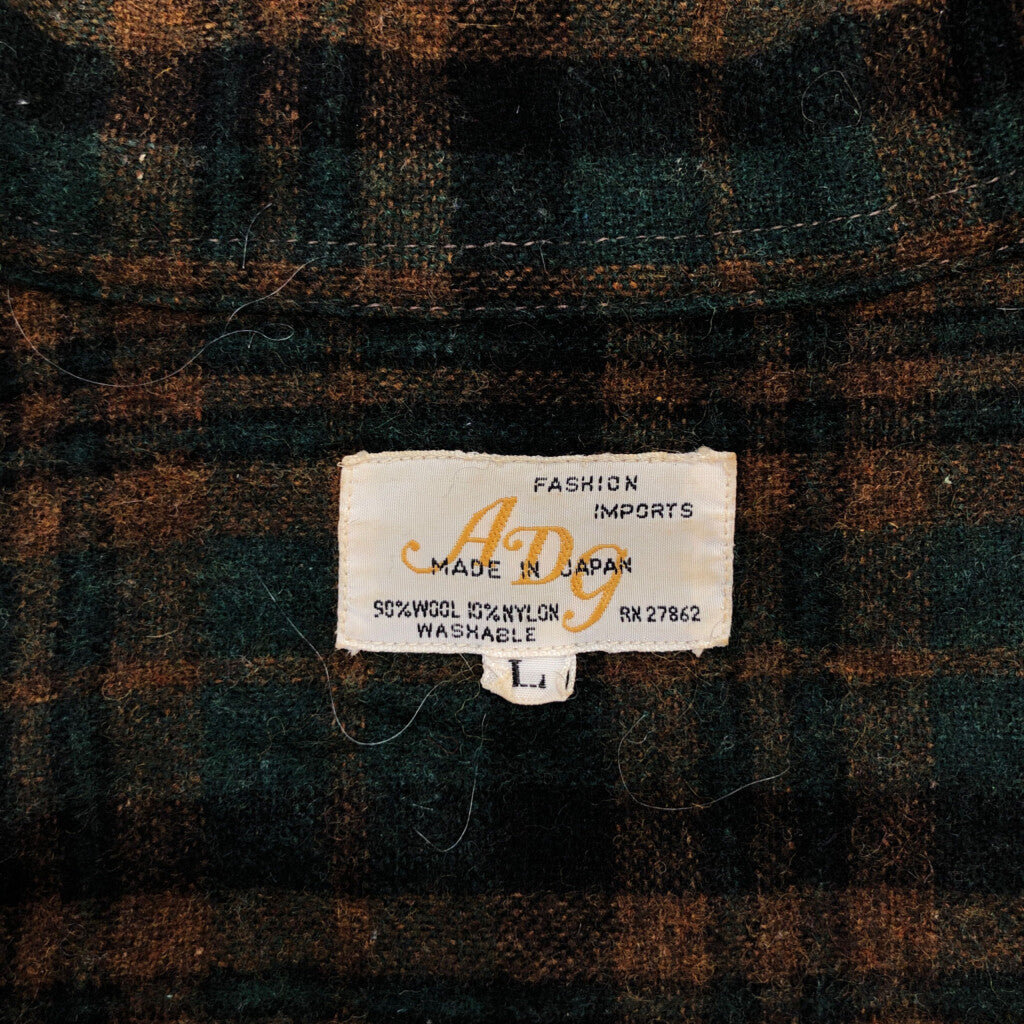 FASHION
IMPORTS
ADG
MADE IN JAPAN
90%WOOL 10%NYLON RN 27862
WASHABLE
L